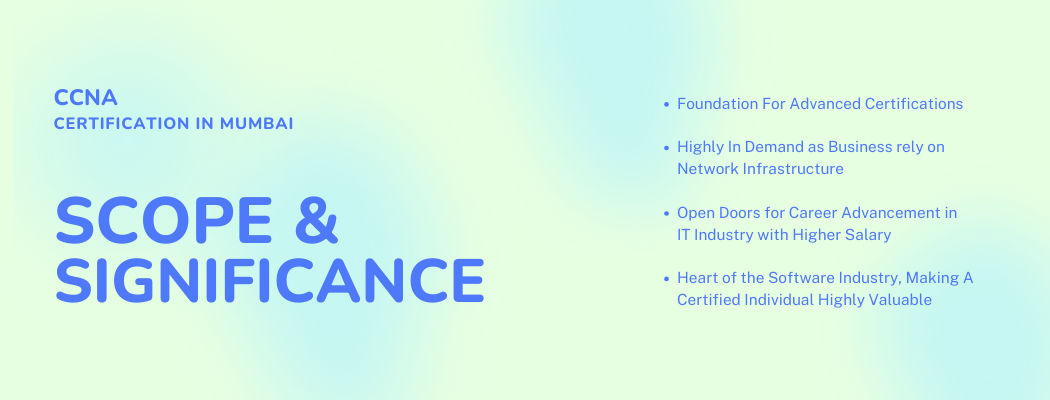 CCNA
CERTIFICATION IN MUMBAI
SCOPE &
SIGNIFICANCE
• Foundation For Advanced Certifications
• Highly In Demand as Business rely on
Network Infrastructure
• Open Doors for Career Advancement in
IT Industry with Higher Salary
• Heart of the Software Industry, Making A
Certified Individual Highly Valuable